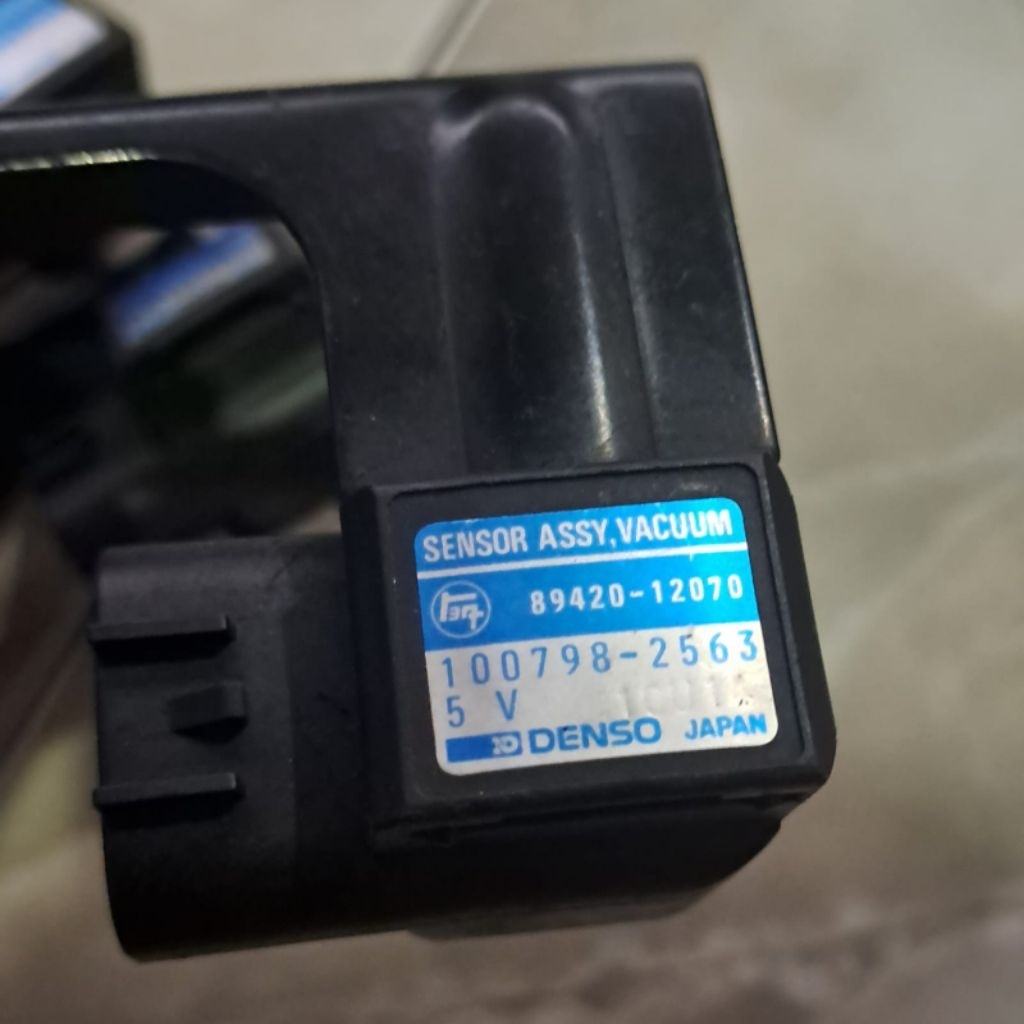 SENSOR ASSY,VACUUM
89420-12070
100798-2563
5 V
DENSO JAPAN